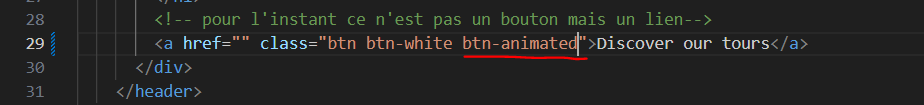 28 <!-- pour l'instant ce n'est pas un bouton mais un lien-->
29 <a href="" class="btn btn-white btn-animated">Discover our tours</a>
30 </div>
31 </header>